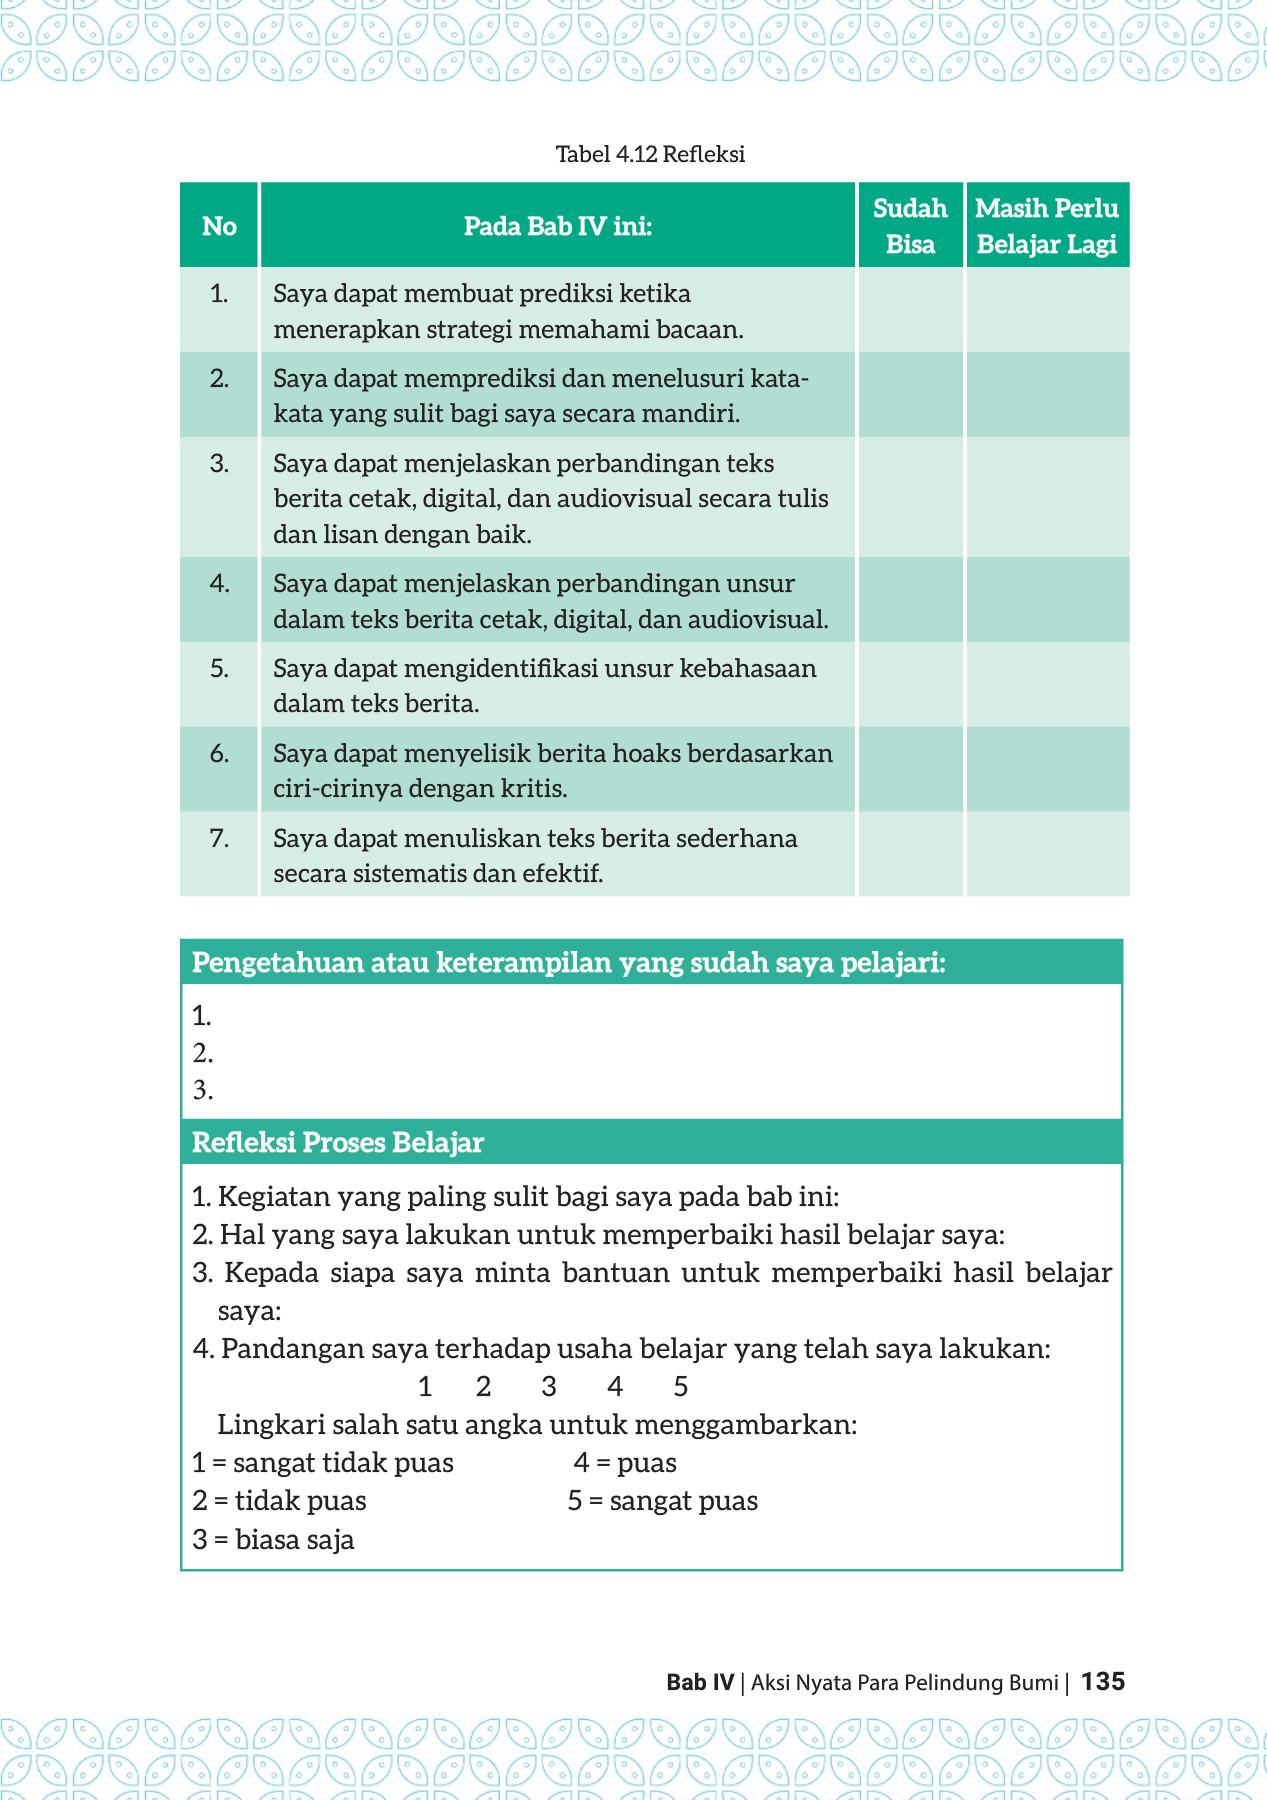 Tabel 4.12 Refleksi
No
Pada Bab IV ini:
Sudah
Bisa
Masih Perlu
Belajar Lagi
1.
Saya dapat membuat prediksi ketika
menerapkan strategi memahami bacaan.
2.
Saya dapat memprediksi dan menelusuri kata-
kata yang sulit bagi saya secara mandiri.
3.
Saya dapat menjelaskan perbandingan teks
berita cetak, digital, dan audiovisual secara tulis
dan lisan dengan baik.
4.
Saya dapat menjelaskan perbandingan unsur
dalam teks berita cetak, digital, dan audiovisual.
5.
Saya dapat mengidentifikasi unsur kebahasaan
dalam teks berita.
6.
Saya dapat menyelisik berita hoaks berdasarkan
ciri-cirinya dengan kritis.
7.
Saya dapat menuliskan teks berita sederhana
secara sistematis dan efektif.
Pengetahuan atau keterampilan yang sudah saya pelajari:
1.
2.
3.
Refleksi Proses Belajar
1. Kegiatan yang paling sulit bagi saya pada bab ini:
2. Hal yang saya lakukan untuk memperbaiki hasil belajar saya:
3. Kepada siapa saya minta bantuan untuk memperbaiki hasil belajar
saya:
4. Pandangan saya terhadap usaha belajar yang telah saya lakukan:
1 2 3 4 5
Lingkari salah satu angka untuk menggambarkan:
1 = sangat tidak puas 4 = puas
2 = tidak puas 5 = sangat puas
3 = biasa saja
Bab IV | Aksi Nyata Para Pelindung Bumi | 135